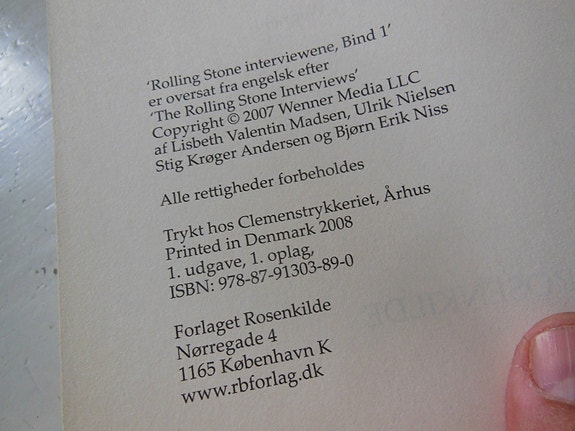 'Rolling Stone interviewene, Bind 1'
er oversat fra engelsk efter
'The Rolling Stone Interviews'
Copyright © 2007 Wenner Media LLC
af Lisbeth Valentin Madsen, Ulrik Nielsen
Stig Krøger Andersen og Bjørn Erik Niss
Alle rettigheder forbeholdes
Trykt hos Clemenstrykkeriet, Århus
Printed in Denmark 2008
1. udgave, 1. oplag,
ISBN: 978-87-91303-89-0
Forlaget Rosenkilde
Nørregade 4
1165 København K
www.rbforlag.dk